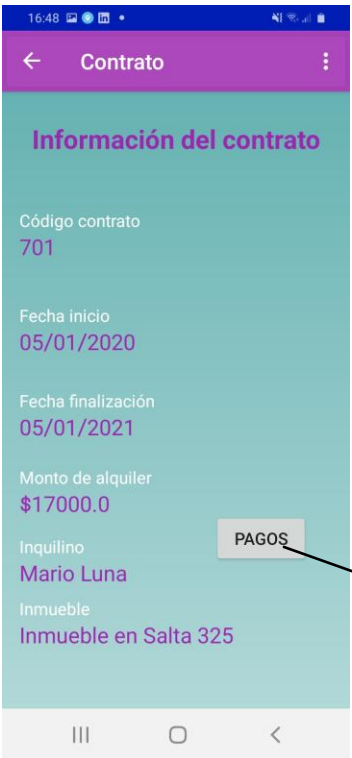 16:48
Contrato
Información del contrato
Código contrato
701
Fecha inicio
05/01/2020
Fecha finalización
05/01/2021
Monto de alquiler
$17000.0
PAGOS
Inquilino
Mario Luna
Inmueble
Inmueble en Salta 325